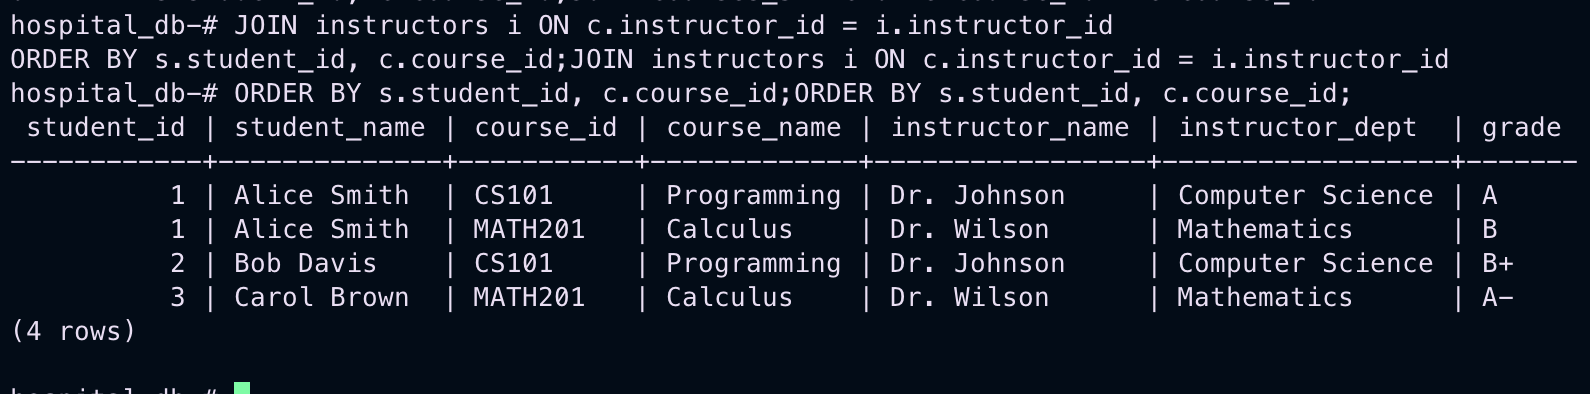 hospital_db-# JOIN instructors i ON c.instructor_id = i.instructor_id
ORDER BY s.student_id, c.course_id;JOIN instructors i ON c.instructor_id = i.instructor_id
hospital_db-# ORDER BY s.student_id, c.course_id;ORDER BY s.student_id, c.course_id;
 student_id | student_name | course_id | course_name | instructor_name | instructor_dept  | grade
------------+--------------+-----------+-------------+-----------------+------------------+-------
          1 | Alice Smith  | CS101     | Programming | Dr. Johnson     | Computer Science | A
          1 | Alice Smith  | MATH201   | Calculus    | Dr. Wilson      | Mathematics      | B
          2 | Bob Davis    | CS101     | Programming | Dr. Johnson     | Computer Science | B+
          3 | Carol Brown  | MATH201   | Calculus    | Dr. Wilson      | Mathematics      | A-
(4 rows)